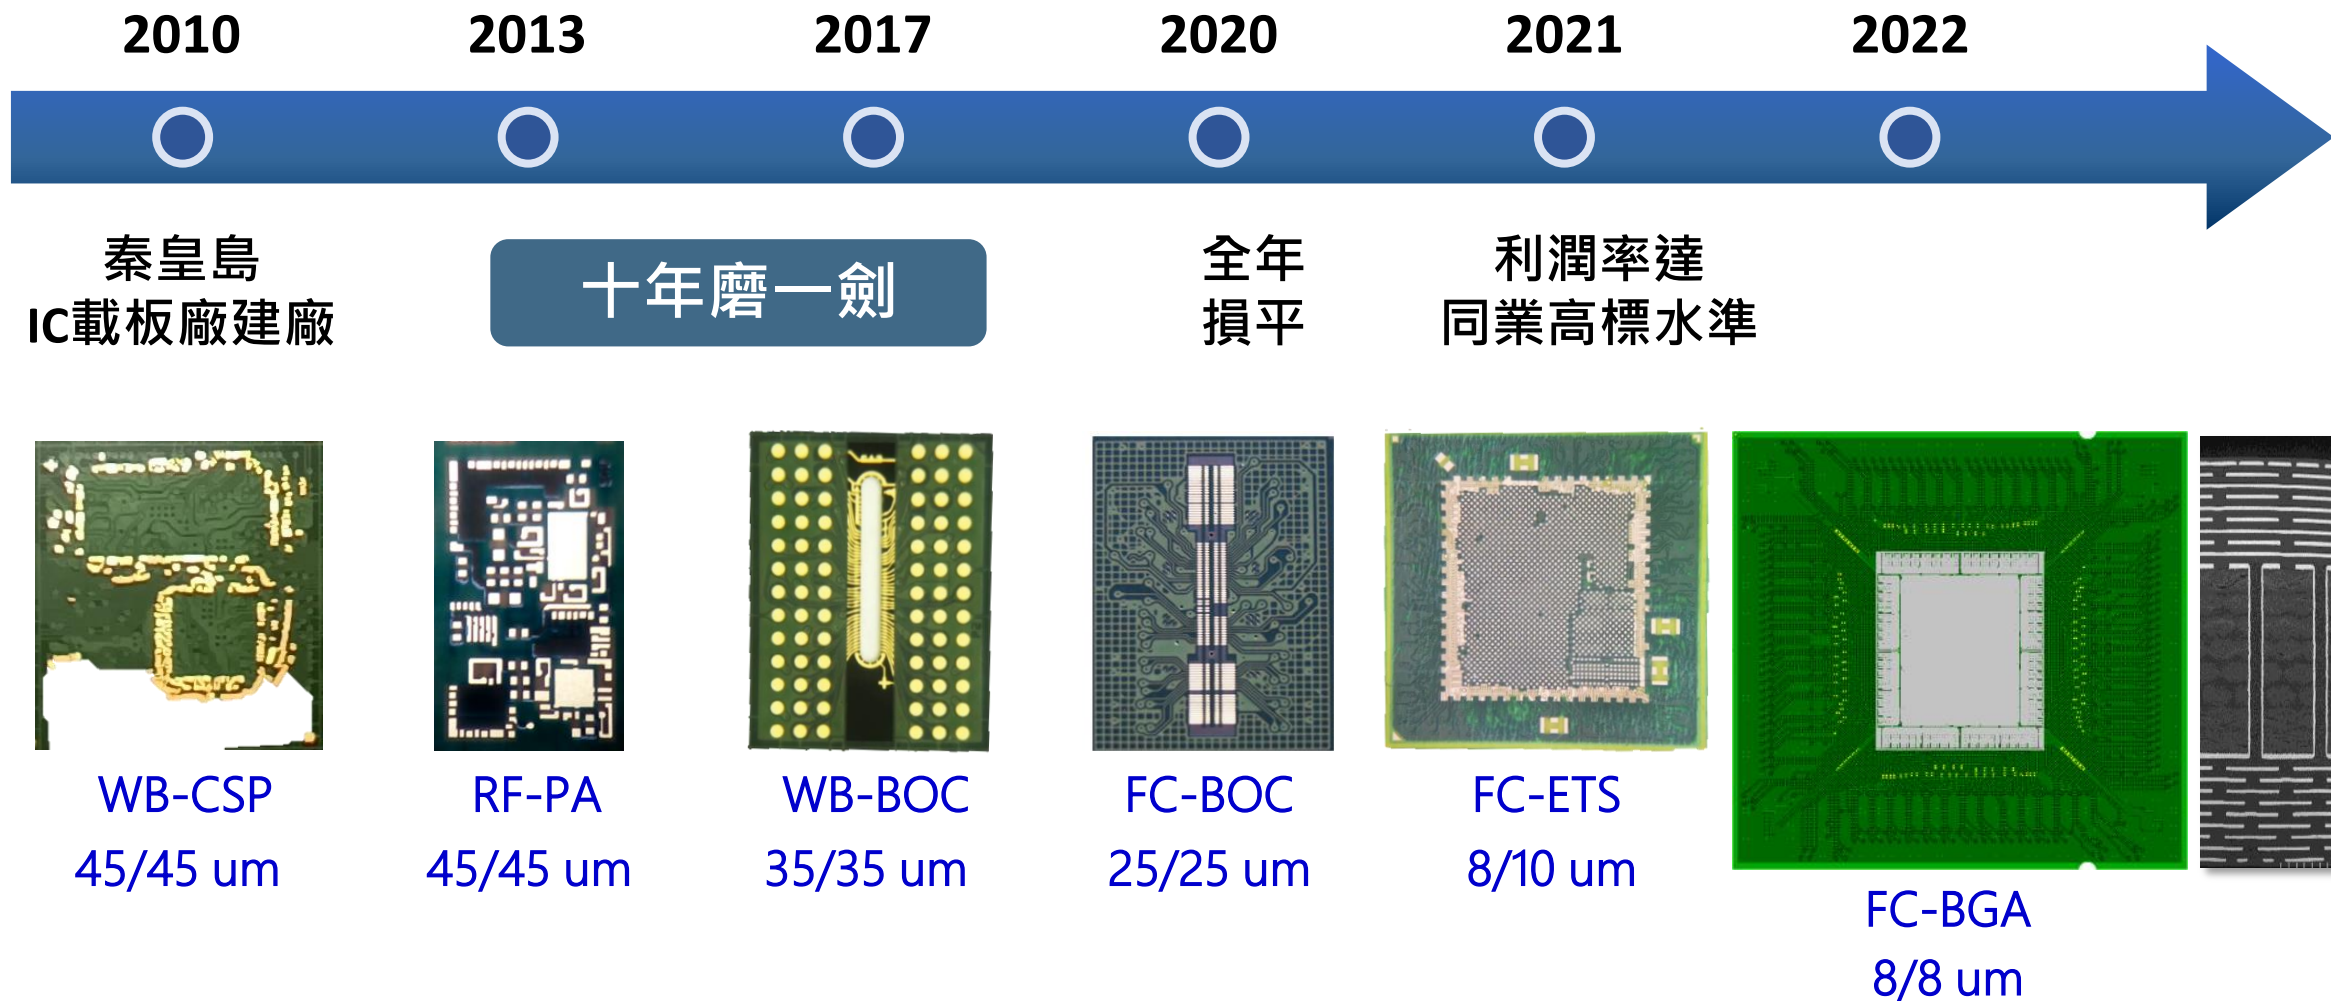 2010
2013
2017
2020
2021
2022
秦皇島
IC載板廠建廠
十年磨一劍
全年
損平
利潤率達
同業高標水準
WB-CSP
45/45 um
RF-PA
45/45 um
WB-BOC
35/35 um
FC-BOC
25/25 um
FC-ETS
8/10 um
FC-BGA
8/8 um